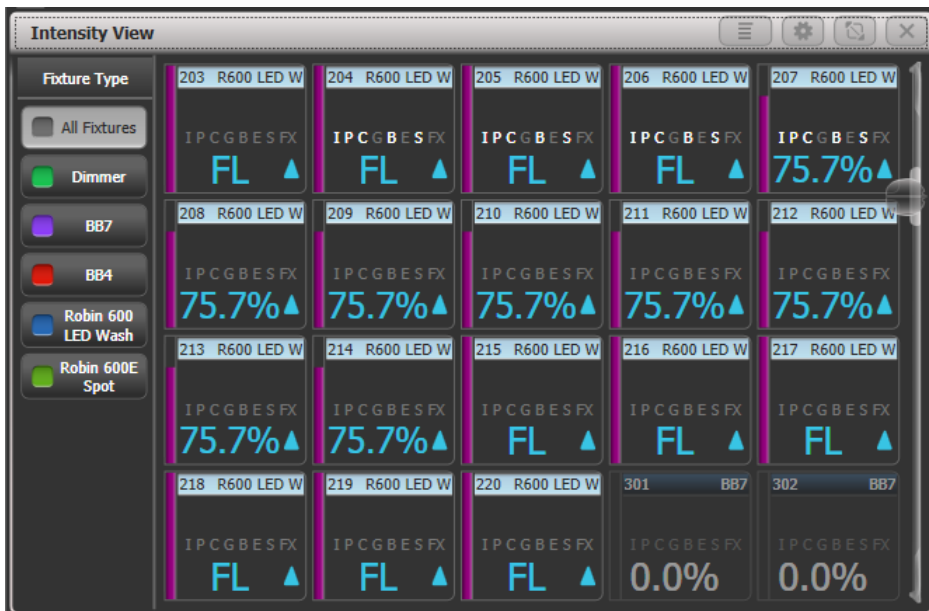 Intensity View
Fixture Type
All Fixtures
Dimmer
BB7
BB4
Robin 600
LED Wash
Robin 600E
Spot
203 R600 LED W
IPCGBESFX
FL
204 R600 LED W
IPCGBESFX
FL
205 R600 LED W
IPCGBESFX
FL
206 R600 LED W
IPCGBESFX
FL
207 R600 LED W
IPCGBESFX
75.7%
208 R600 LED W
IPCGBESFX
75.7%
209 R600 LED W
IPCGBESFX
75.7%
210 R600 LED W
IPCGBESFX
75.7%
211 R600 LED W
IPCGBESFX
75.7%
212 R600 LED W
IPCGBESFX
75.7%
213 R600 LED W
IPCGBESFX
75.7%
214 R600 LED W
IPCGBESFX
75.7%
215 R600 LED W
IPCGBESFX
FL
216 R600 LED W
IPCGBESFX
FL
217 R600 LED W
IPCGBESFX
FL
218 R600 LED W
IPCGBESFX
FL
219 R600 LED W
IPCGBESFX
FL
220 R600 LED W
IPCGBESFX
FL
301 BB7
IPCGBESFX
0.0%
302 BB7
IPCGBESFX
0.0%